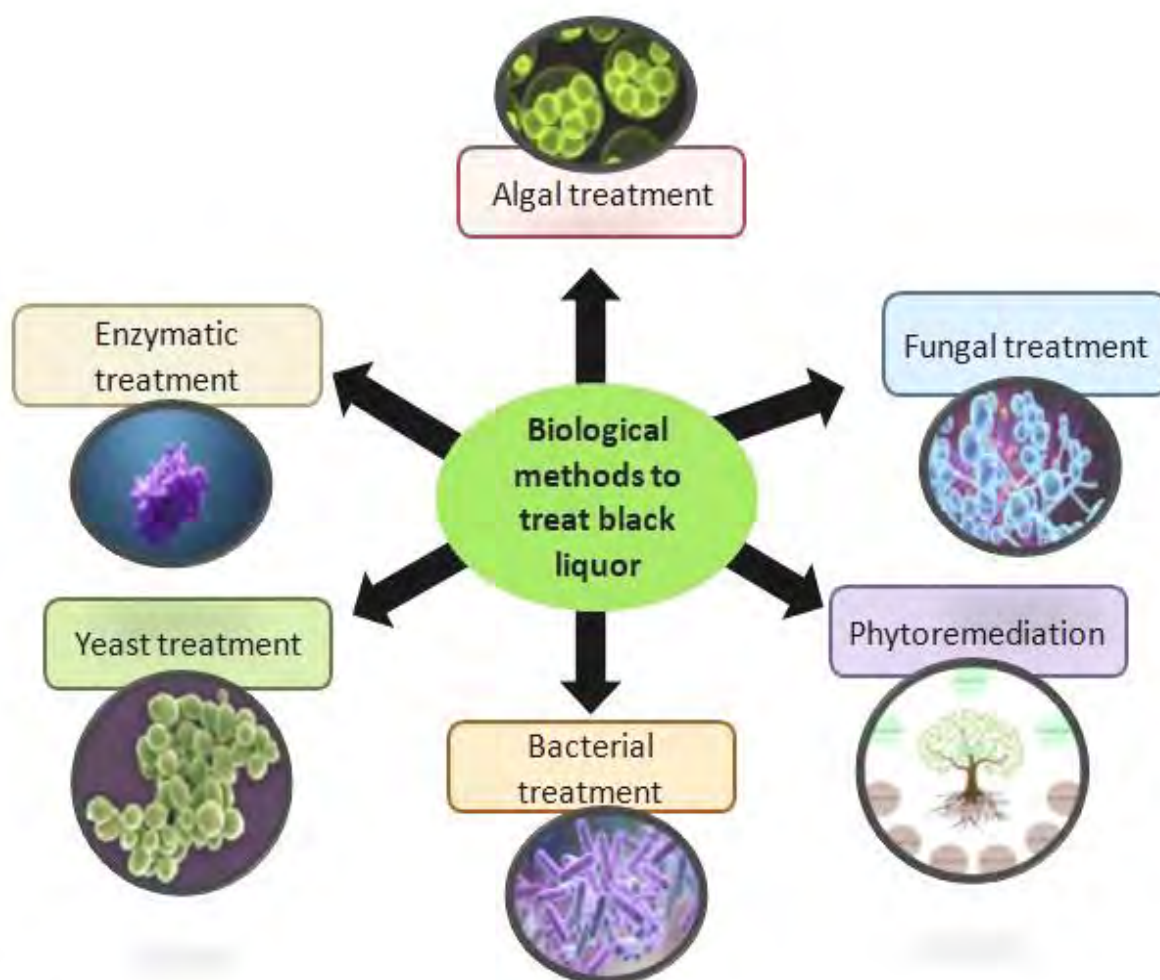 Algal treatment
Enzymatic
treatment
Fungal treatment
Biological
methods to
treat black
liquor
Yeast treatment
Phytoremediation
Bacterial
treatment